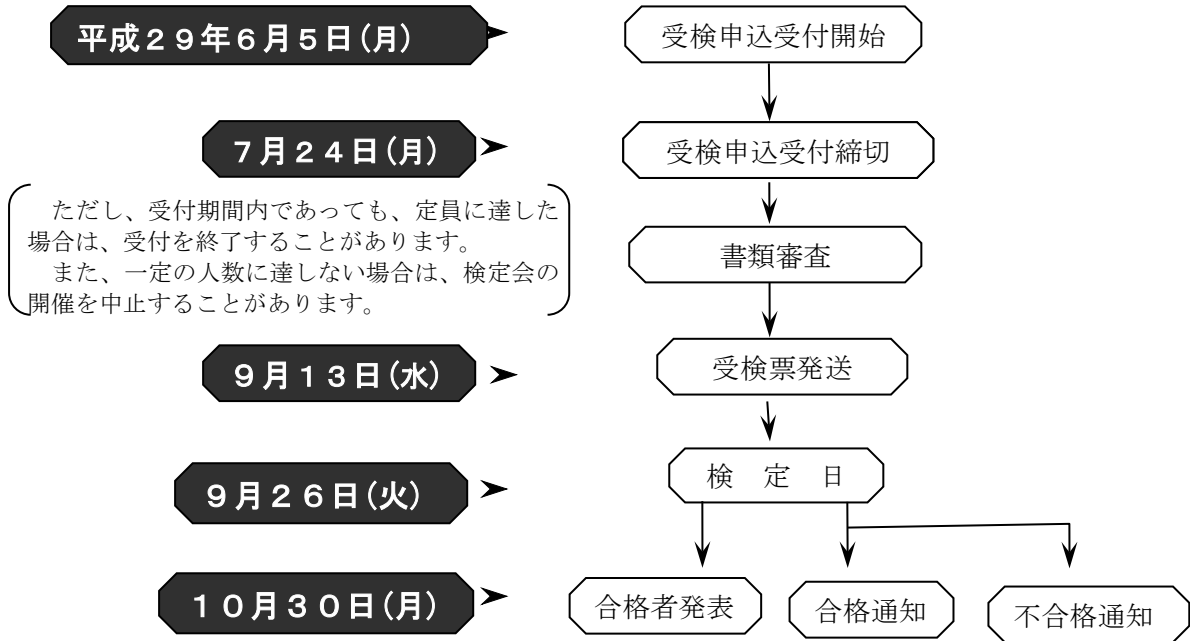 平成２９年６月５日(月)
受検申込受付開始
７月２４日(月)
受検申込受付締切
　ただし、受付期間内であっても、定員に達した
場合は、受付を終了することがあります。
　また、一定の人数に達しない場合は、検定会の
開催を中止することがあります。
書類審査
９月１３日(水)
受検票発送
９月２６日(火)
検　定　日
１０月３０日(月)
合格者発表
合格通知
不合格通知